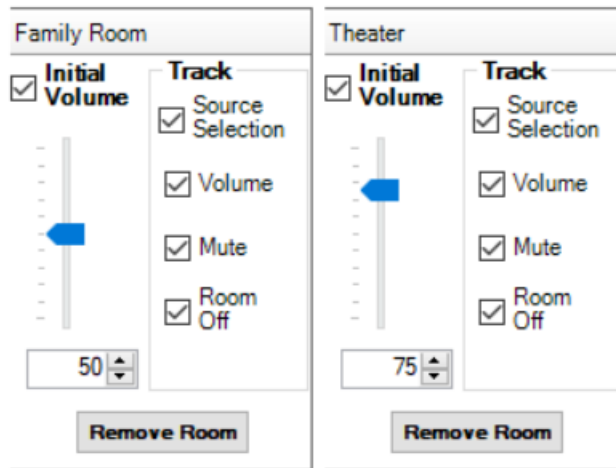 Family Room
Initial
Volume
Track
Source
Selection
Volume
Mute
Room
Off
50
Remove Room
Theater
Initial
Volume
Track
Source
Selection
Volume
Mute
Room
Off
75
Remove Room